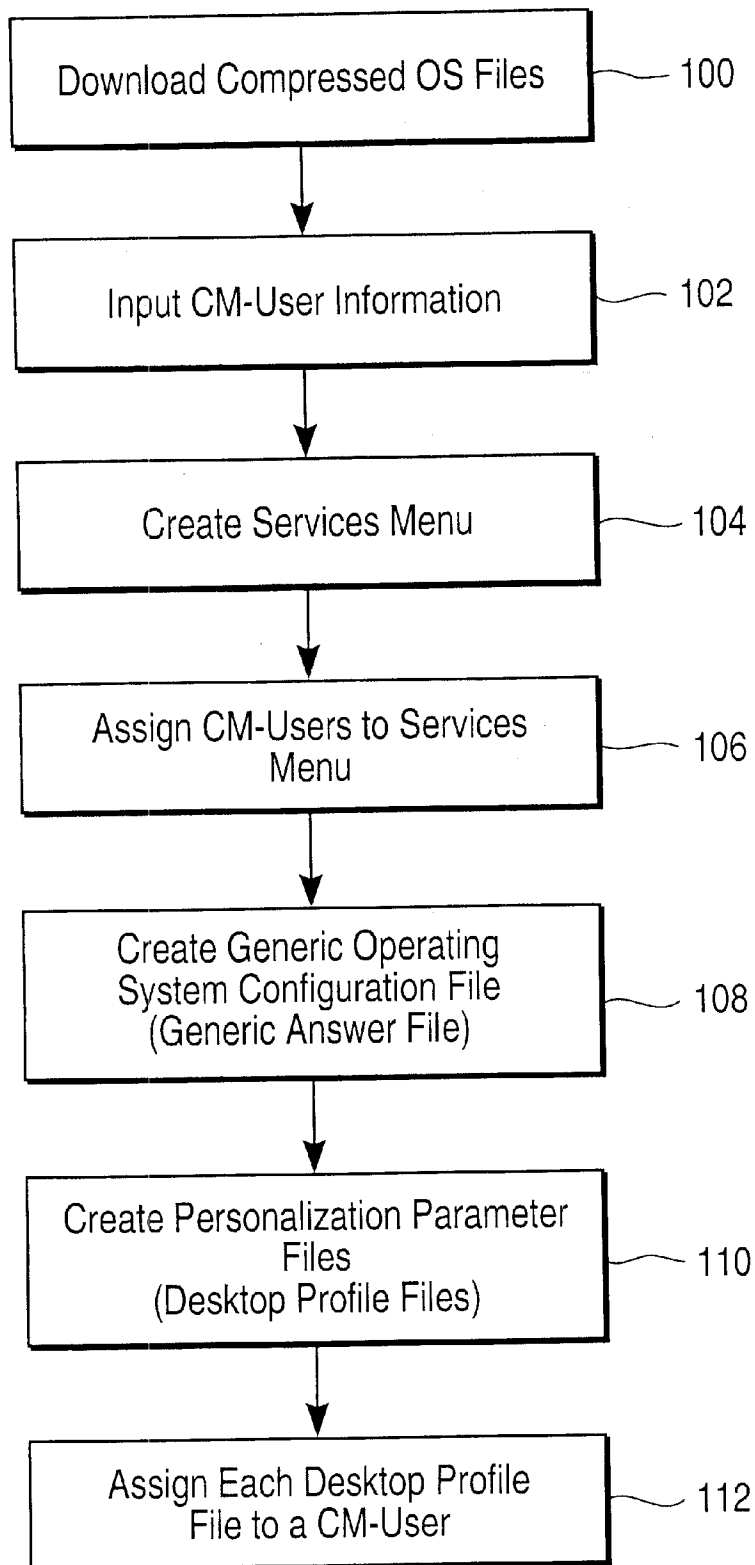 Download Compressed OS Files
100
Input CM-User Information
102
Create Services Menu
104
Assign CM-Users to Services
Menu
106
Create Generic Operating
System Configuration File
(Generic Answer File)
108
Create Personalization Parameter
Files
(Desktop Profile Files)
110
Assign Each Desktop Profile
File to a CM-User
112